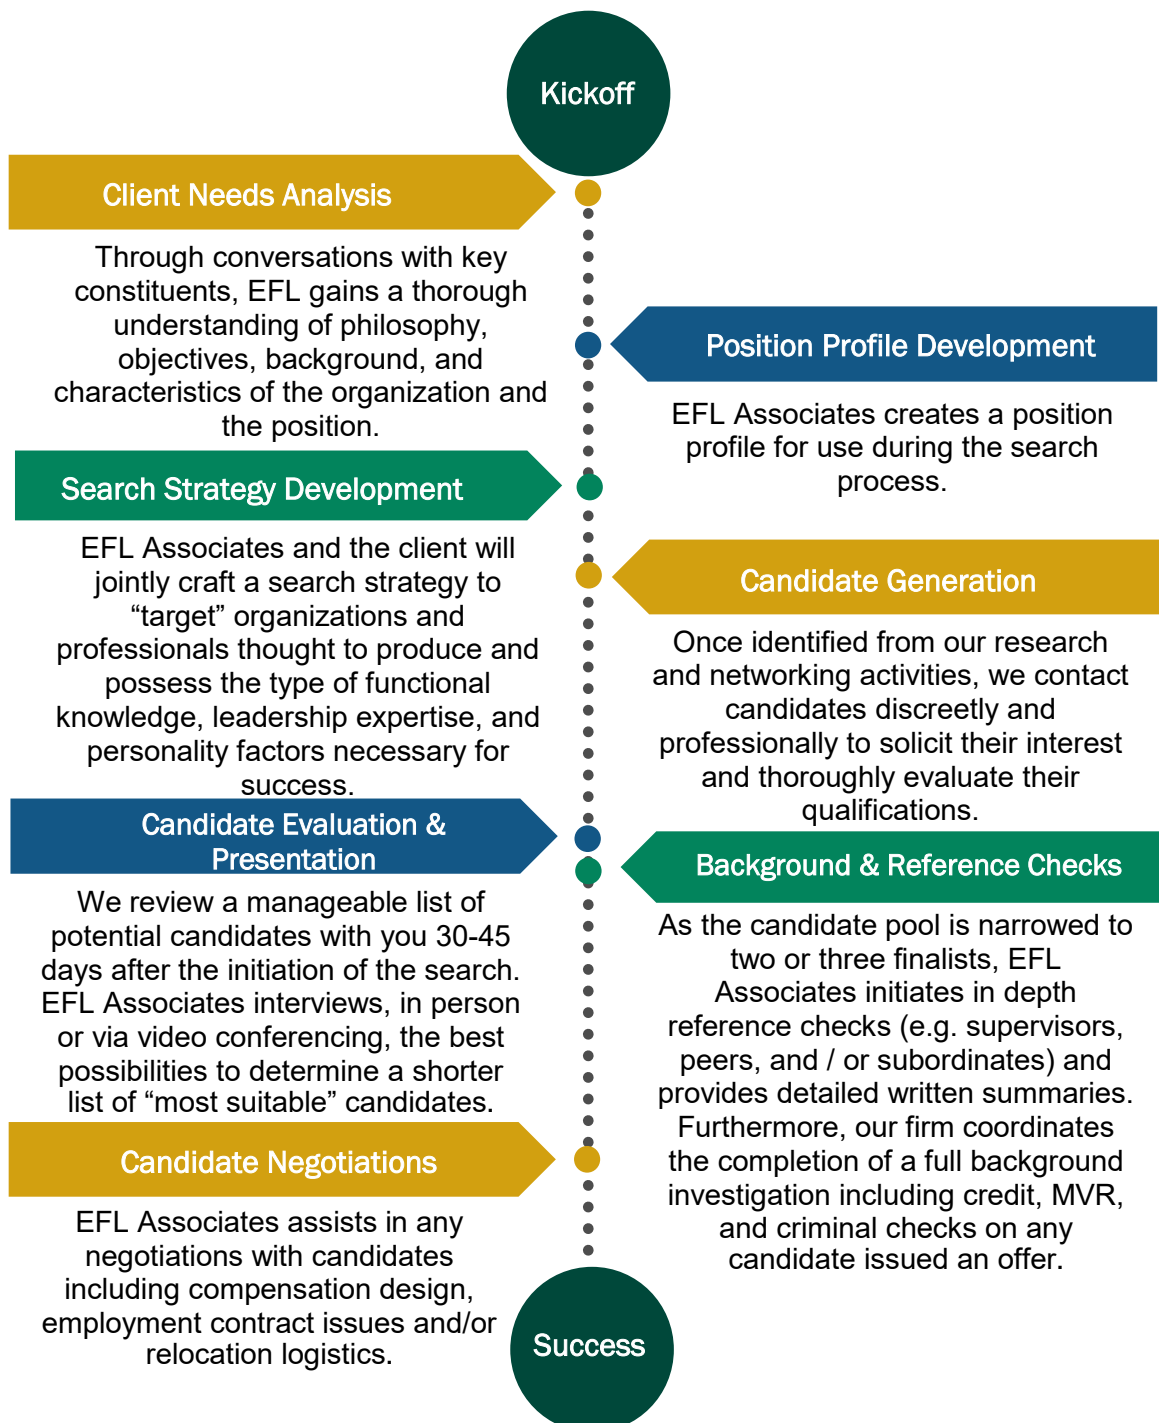 Kickoff
Client Needs Analysis
Through conversations with key
constituents, EFL gains a thorough
understanding of philosophy,
objectives, background, and
characteristics of the organization and
the position.
Position Profile Development
EFL Associates creates a position
profile for use during the search
process.
Search Strategy Development
EFL Associates and the client will
jointly craft a search strategy to
“target” organizations and
professionals thought to produce and
possess the type of functional
knowledge, leadership expertise, and
personality factors necessary for
success.
Candidate Generation
Once identified from our research
and networking activities, we contact
candidates discreetly and
professionally to solicit their interest
and thoroughly evaluate their
qualifications.
Candidate Evaluation &
Presentation
We review a manageable list of
potential candidates with you 30-45
days after the initiation of the search.
EFL Associates interviews, in person
or via video conferencing, the best
possibilities to determine a shorter
list of “most suitable” candidates.
Background & Reference Checks
As the candidate pool is narrowed to
two or three finalists, EFL
Associates initiates in depth
reference checks (e.g. supervisors,
peers, and / or subordinates) and
provides detailed written summaries.
Furthermore, our firm coordinates
the completion of a full background
investigation including credit, MVR,
and criminal checks on any
candidate issued an offer.
Candidate Negotiations
EFL Associates assists in any
negotiations with candidates
including compensation design,
employment contract issues and/or
relocation logistics.
Success